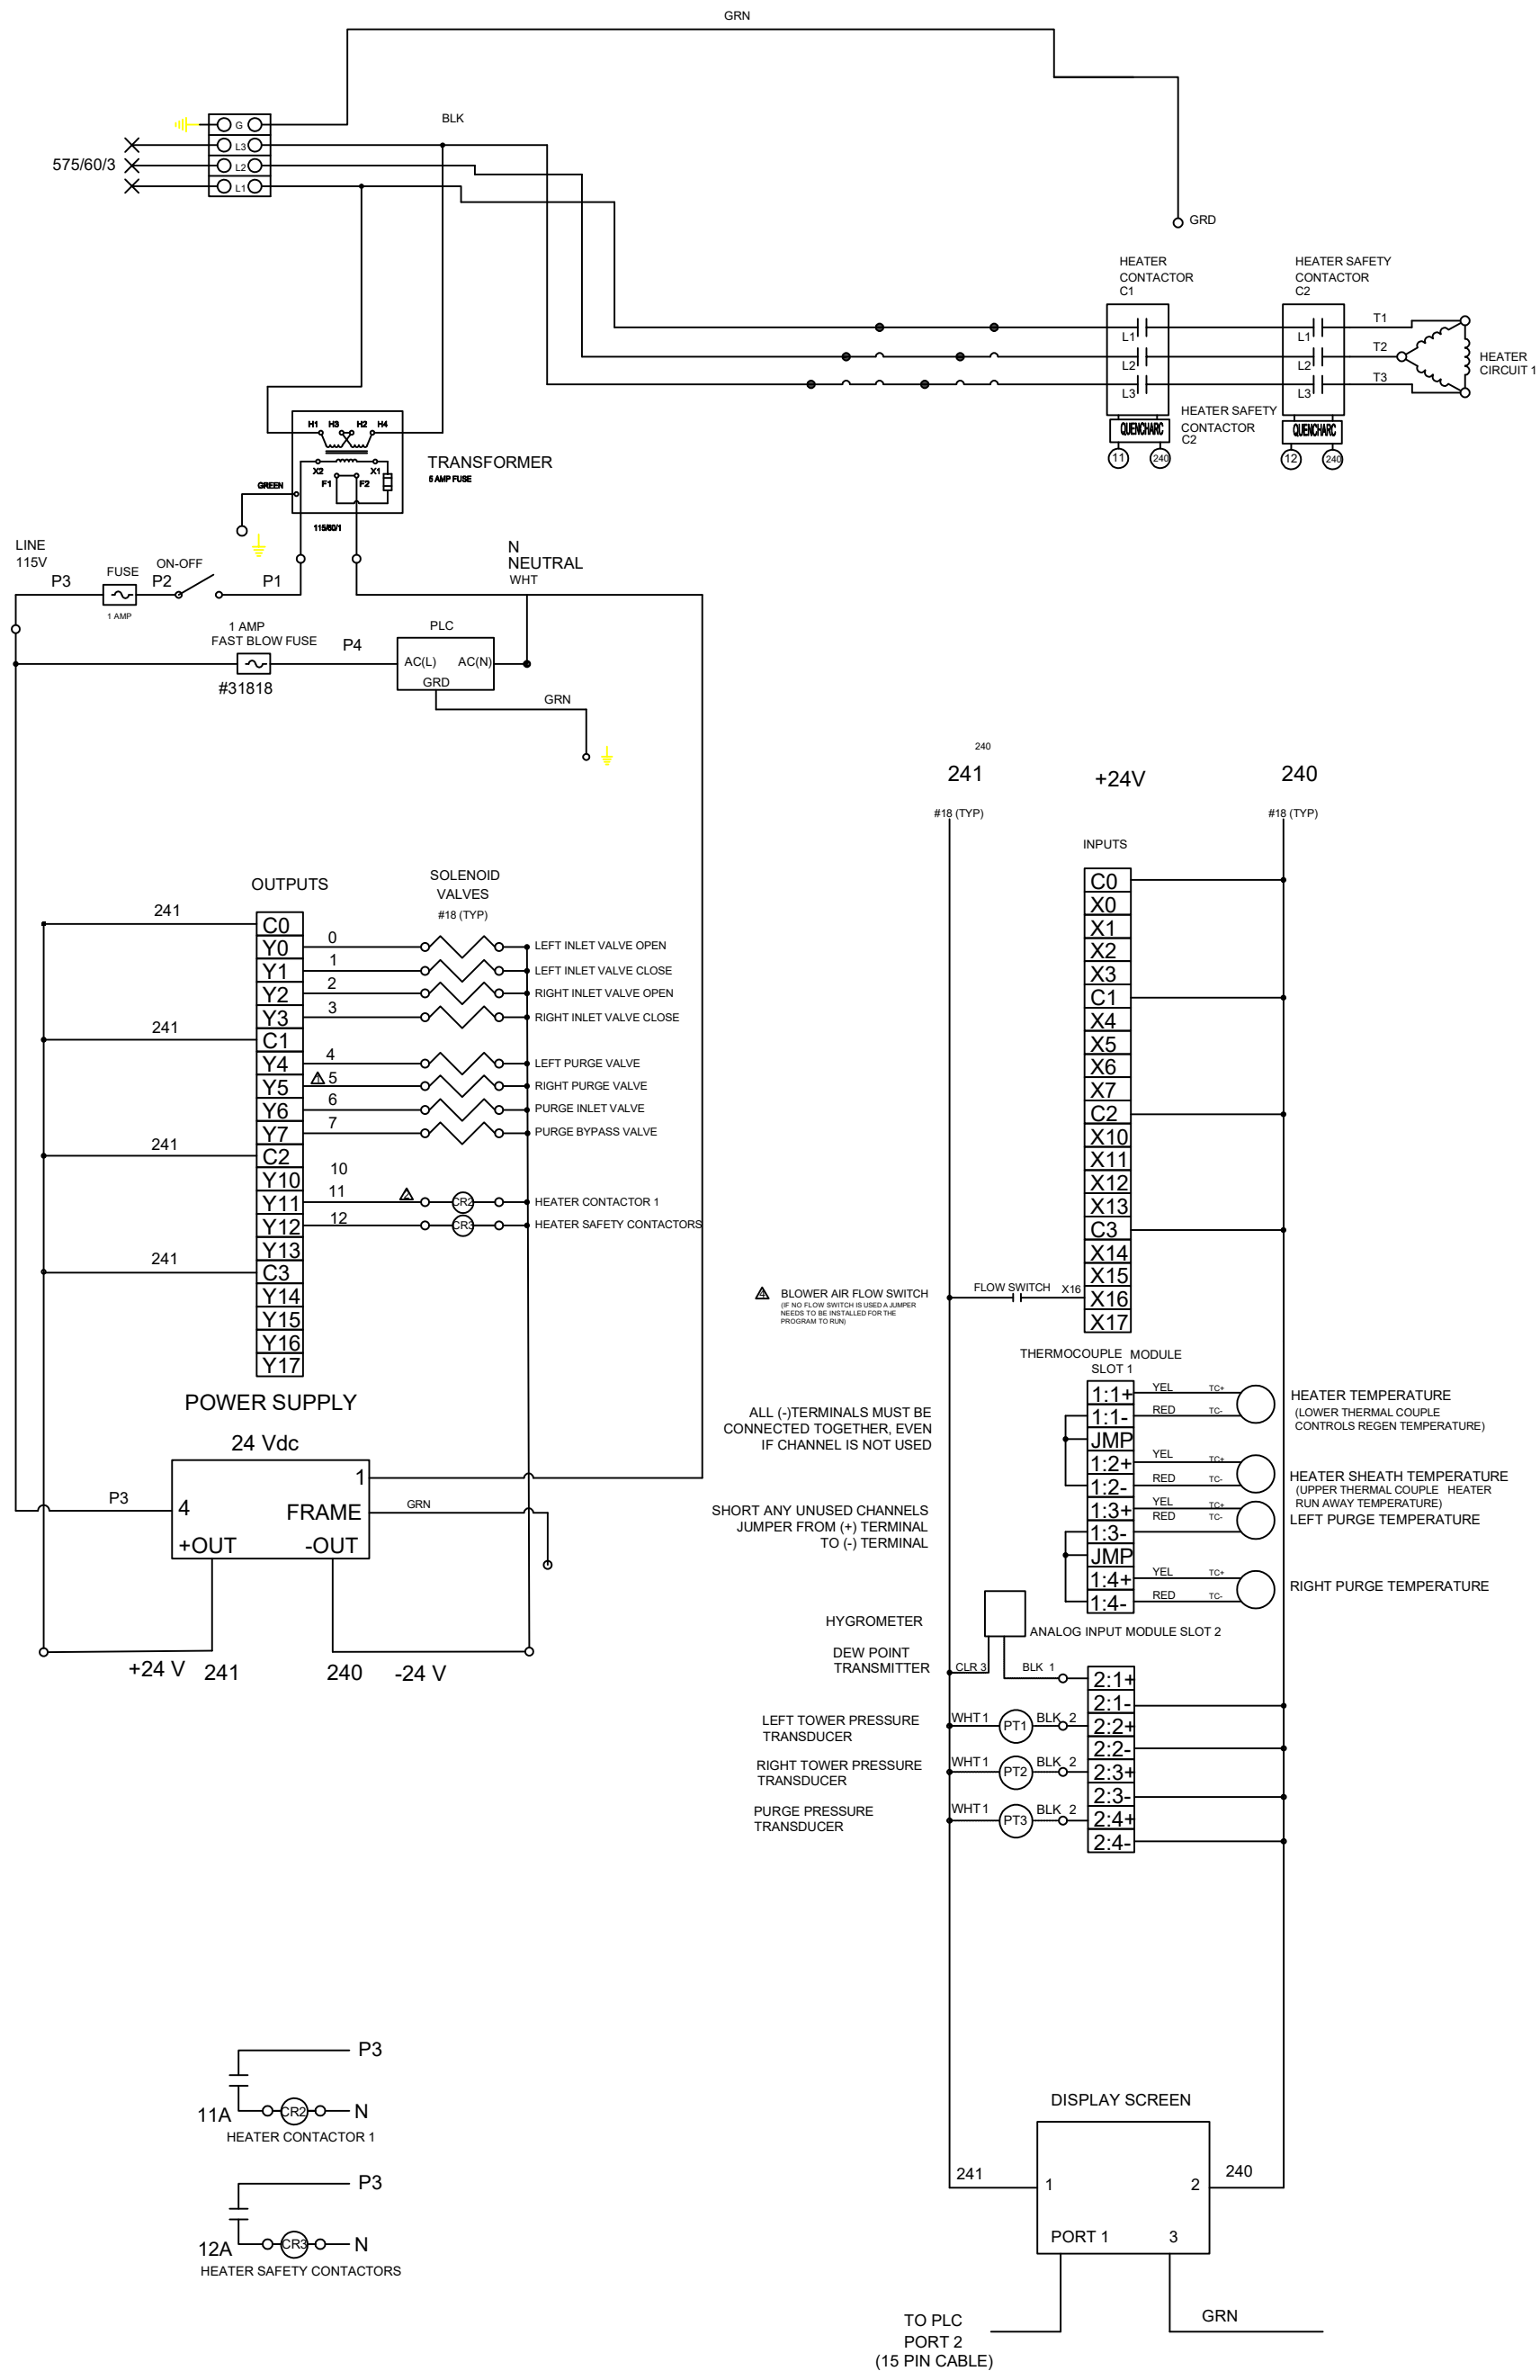 GRN
G
BLK
L3
575/60/3
L2
L1
GRD
HEATER
CONTACTOR
C1
HEATER SAFETY
CONTACTOR
C2
T1
L1
L1
T2
L2
L2
HEATER
CIRCUIT 1
T3
L3
L3
HEATER SAFETY
CONTACTOR
C2
QUENCHARC
QUENCHARC
11
240
12
240
H1
H3
H2
H4
TRANSFORMER
5 AMP FUSE
X2
X1
F1
F2
GREEN
115/60/1
LINE
115V
P3
FUSE
P2
ON-OFF
P1
1 AMP
N
NEUTRAL
WHT
1 AMP
FAST BLOW FUSE
P4
#31818
PLC
AC(L)
AC(N)
GRD
GRN
240
241
+24V
240
#18 (TYP)
#18 (TYP)
INPUTS
C0
X0
X1
X2
X3
C1
X4
X5
X6
X7
C2
X10
X11
X12
X13
C3
X14
X15
X16
X17
FLOW SWITCH
X16
4
BLOWER AIR FLOW SWITCH
(IF NO FLOW SWITCH IS USED A JUMPER
NEEDS TO BE INSTALLED FOR THE
PROGRAM TO RUN)
OUTPUTS
SOLENOID
VALVES
#18 (TYP)
241
C0
Y0
0
LEFT INLET VALVE OPEN
Y1
1
LEFT INLET VALVE CLOSE
Y2
2
RIGHT INLET VALVE OPEN
Y3
3
RIGHT INLET VALVE CLOSE
241
C1
Y4
4
LEFT PURGE VALVE
Y5
1
5
RIGHT PURGE VALVE
Y6
6
PURGE INLET VALVE
Y7
7
PURGE BYPASS VALVE
241
C2
Y10
10
Y11
11
2
CR2
HEATER CONTACTOR 1
Y12
12
CR3
HEATER SAFETY CONTACTORS
Y13
241
C3
Y14
Y15
Y16
Y17
POWER SUPPLY
24 Vdc
1
P3
4
FRAME
GRN
+OUT
-OUT
+24 V
241
240
-24 V
THERMOCOUPLE MODULE
SLOT 1
ALL (-)TERMINALS MUST BE
CONNECTED TOGETHER, EVEN
IF CHANNEL IS NOT USED
SHORT ANY UNUSED CHANNELS
JUMPER FROM (+) TERMINAL
TO (-) TERMINAL
1:1+
YEL
TC+
1:1-
RED
TC-
HEATER TEMPERATURE
(LOWER THERMAL COUPLE
CONTROLS REGEN TEMPERATURE)
JMP
1:2+
YEL
TC+
1:2-
RED
TC-
HEATER SHEATH TEMPERATURE
(UPPER THERMAL COUPLE HEATER
RUN AWAY TEMPERATURE)
1:3+
YEL
TC+
RED
TC-
LEFT PURGE TEMPERATURE
1:3-
JMP
1:4+
YEL
TC+
1:4-
RED
TC-
RIGHT PURGE TEMPERATURE
HYGROMETER
ANALOG INPUT MODULE SLOT 2
DEW POINT
TRANSMITTER
CLR 3
BLK 1
2:1+
2:1-
LEFT TOWER PRESSURE
TRANSDUCER
WHT 1
PT1
BLK 2
2:2+
2:2-
RIGHT TOWER PRESSURE
TRANSDUCER
WHT 1
PT2
BLK 2
2:3+
2:3-
PURGE PRESSURE
TRANSDUCER
WHT 1
PT3
BLK 2
2:4+
2:4-
P3
11A
CR2
N
HEATER CONTACTOR 1
P3
12A
CR3
N
HEATER SAFETY CONTACTORS
DISPLAY SCREEN
241
1
2
240
PORT 1
3
TO PLC
PORT 2
(15 PIN CABLE)
GRN